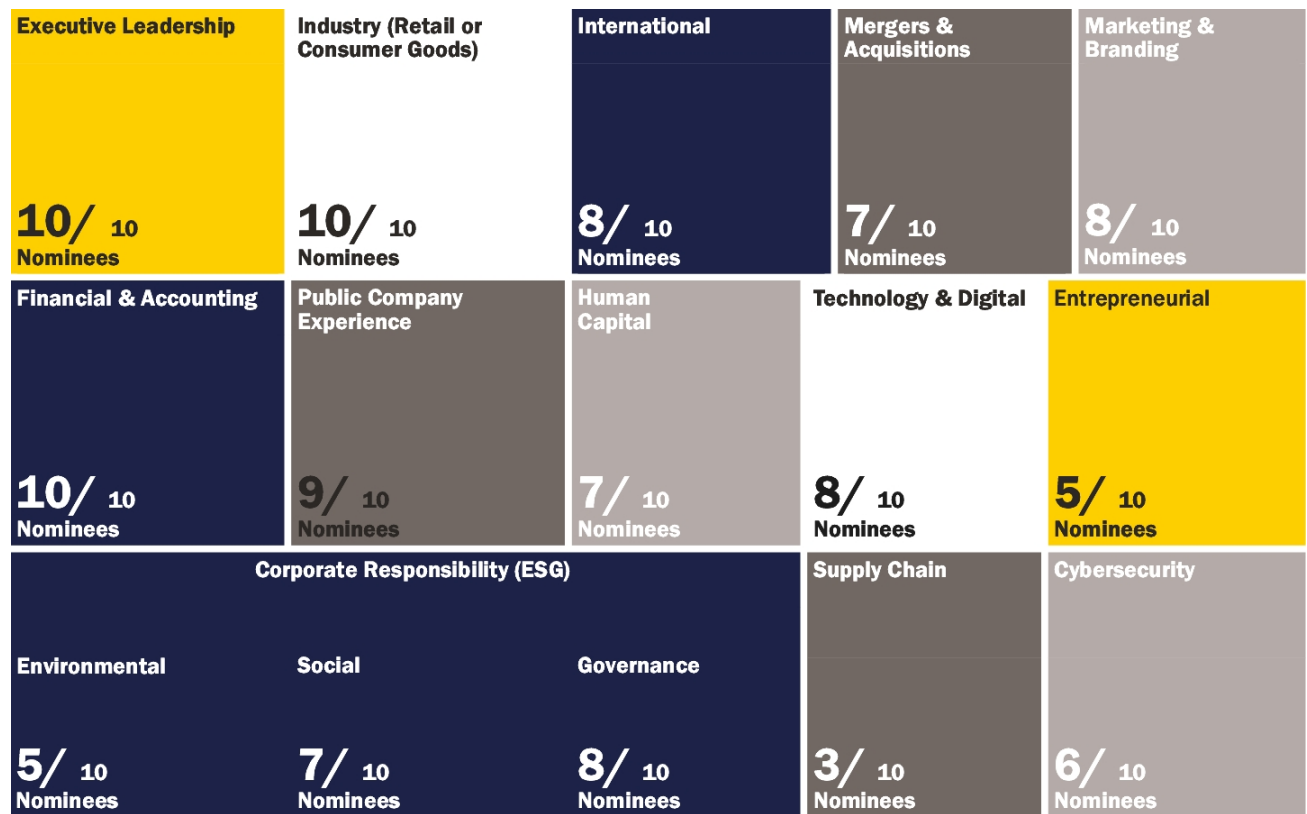 Executive Leadership
10/ 10
Nominees
Industry (Retail or
Consumer Goods)
10/ 10
Nominees
International
8/ 10
Nominees
Mergers &
Acquisitions
7/ 10
Nominees
Marketing &
Branding
8/ 10
Nominees
Financial & Accounting
10/ 10
Nominees
Public Company
Experience
9/ 10
Nominees
Human
Capital
7/ 10
Nominees
Technology & Digital
8/ 10
Nominees
Entrepreneurial
5/ 10
Nominees
Corporate Responsibility (ESG)
Environmental
5/ 10
Nominees
Social
7/ 10
Nominees
Governance
8/ 10
Nominees
Supply Chain
3/ 10
Nominees
Cybersecurity
6/ 10
Nominees